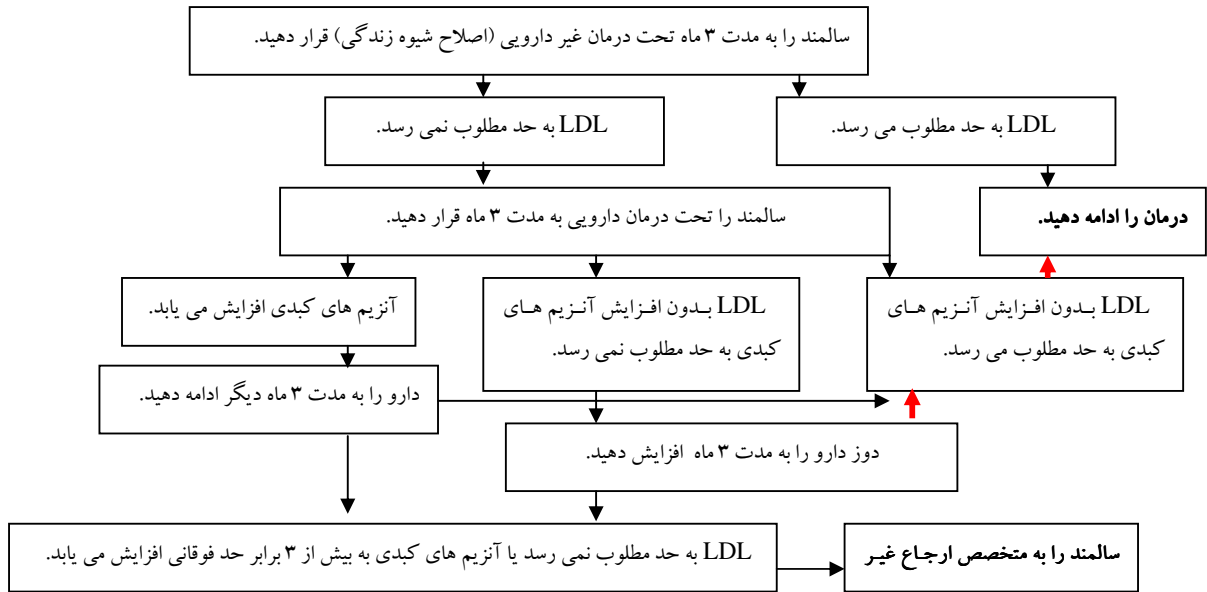 سالمند را به مدت ۳ ماه تحت درمان غیر دارویی (اصلاح شیوه زندگی) قرار دهید.
LDL به حد مطلوب می رسد.
LDL به حد مطلوب نمی رسد.
درمان را ادامه دهید.
سالمند را تحت درمان دارویی به مدت ۳ ماه قرار دهید.
LDL بـدون افـزایش آنـزیم هـای
کبدی به حد مطلوب می رسد.
LDL بـدون افـزایش آنـزیم هـای
کبدی به حد مطلوب نمی رسد.
آنزیم های کبدی افزایش می یابد.
دارو را به مدت ۳ ماه دیگر ادامه دهید.
دوز دارو را به مدت ۳ ماه افزایش دهید.
LDL به حد مطلوب نمی رسد یا آنزیم های کبدی به بیش از ۳ برابر حد فوقانی افزایش می یابد.
سالمند را به متخصص ارجـاع غیـر